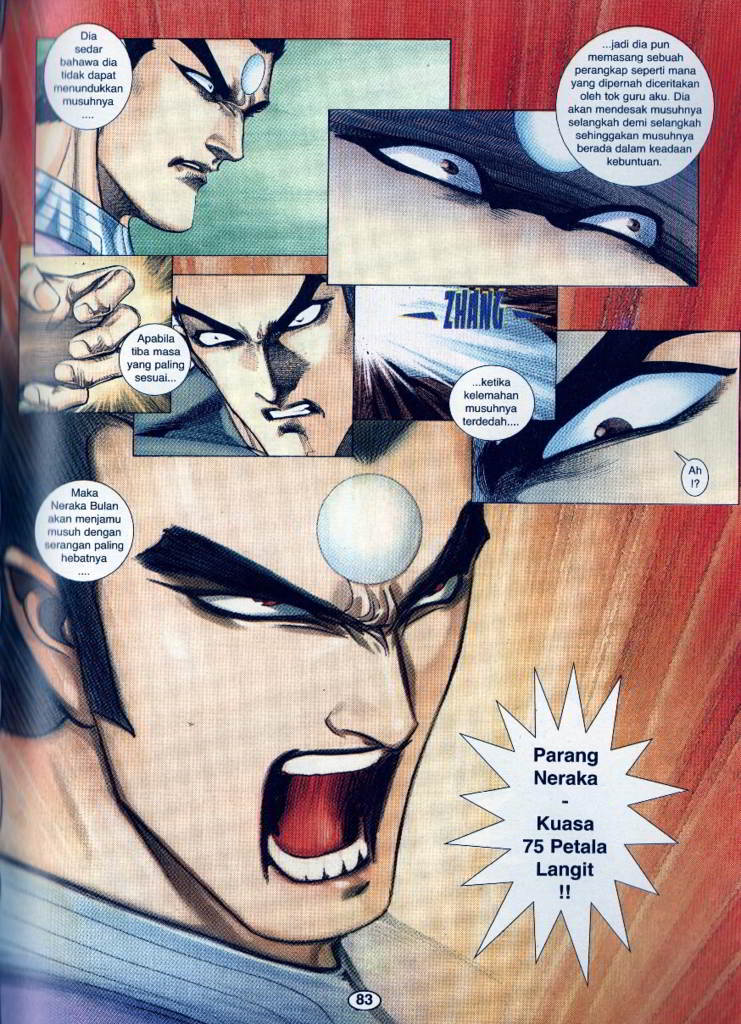 Dia
sedar
bahawa dia
tidak dapat
menundukkan
musuhnya
....
...jadi dia pun
memasang sebuah
perangkap seperti mana
yang dipernah diceritakan
oleh tok guru aku. Dia
akan mendesak musuhnya
selangkah demi selangkah
sehinggakan musuhnya
berada dalam keadaan
kebuntuan.
Apabila
tiba masa
yang paling
sesuai...
ZHANG
...ketika
kelemahan
musuhnya
terdedah....
Ah
!?
Maka
Neraka Bulan
akan menjamu
musuh dengan
serangan paling
hebatnya
....
Parang
Neraka
-
Kuasa
75 Petala
Langit
!!
83